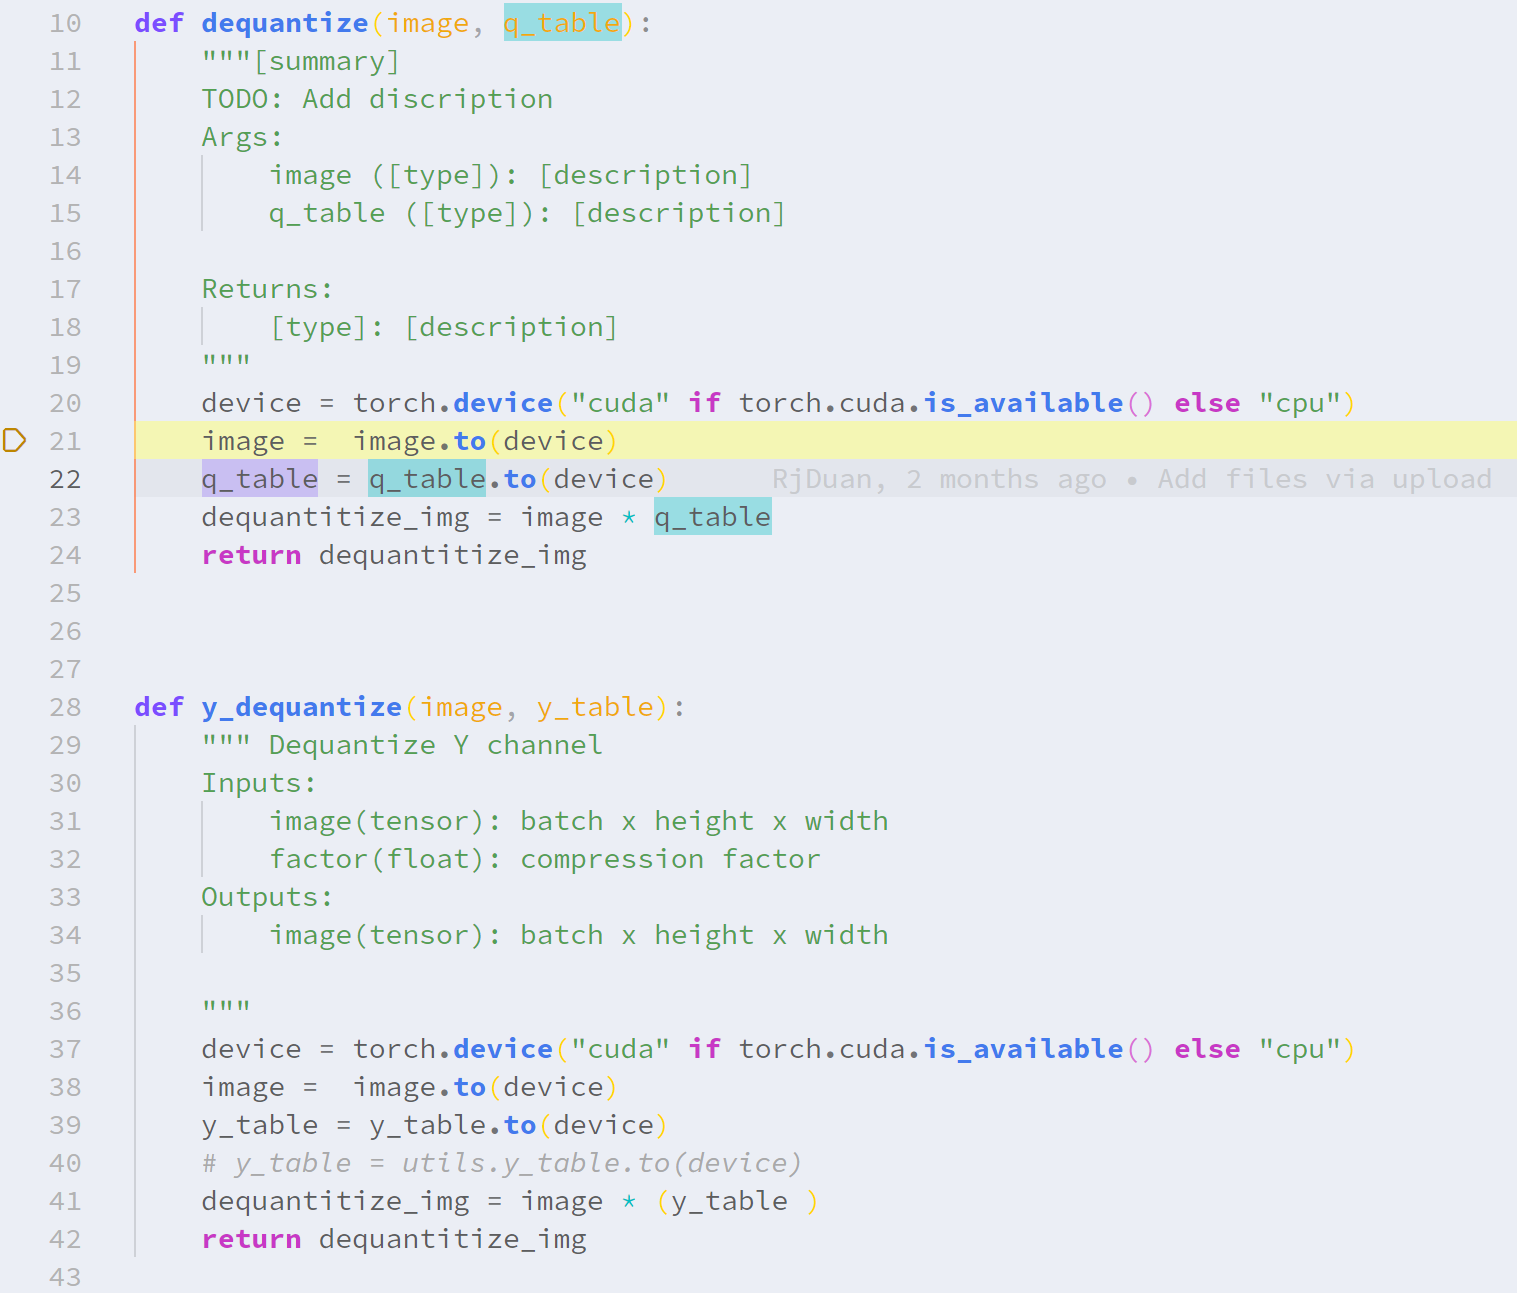 10 def dequantize(image, q_table):
11 """[summary]
12 TODO: Add discription
13 Args:
14 image ([type]): [description]
15 q_table ([type]): [description]
16
17 Returns:
18 [type]: [description]
19 """
20 device = torch.device("cuda" if torch.cuda.is_available() else "cpu")
21 image =  image.to(device)
22 q_table = q_table.to(device) RjDuan, 2 months ago • Add files via upload
23 dequantitize_img = image * q_table
24 return dequantitize_img
25
26
27
28 def y_dequantize(image, y_table):
29 """ Dequantize Y channel
30 Inputs:
31 image(tensor): batch x height x width
32 factor(float): compression factor
33 Outputs:
34 image(tensor): batch x height x width
35
36 """
37 device = torch.device("cuda" if torch.cuda.is_available() else "cpu")
38 image =  image.to(device)
39 y_table = y_table.to(device)
40 # y_table = utils.y_table.to(device)
41 dequantitize_img = image * (y_table )
42 return dequantitize_img
43